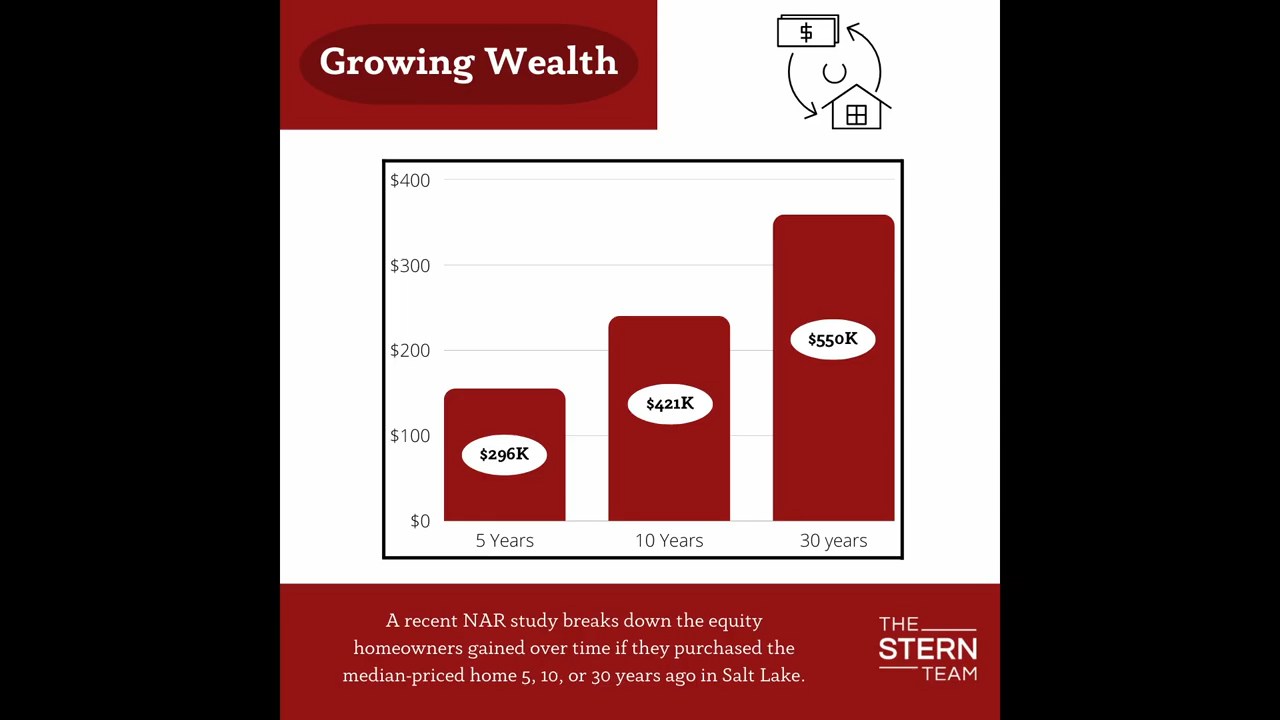 Growing Wealth
$
$400
$300
$200
$100
$0
$296K
$421K
$550K
5 Years
10 Years
30 years
A recent NAR study breaks down the equity
homeowners gained over time if they purchased the
median-priced home 5, 10, or 30 years ago in Salt Lake.
THE
STERN
TEAM